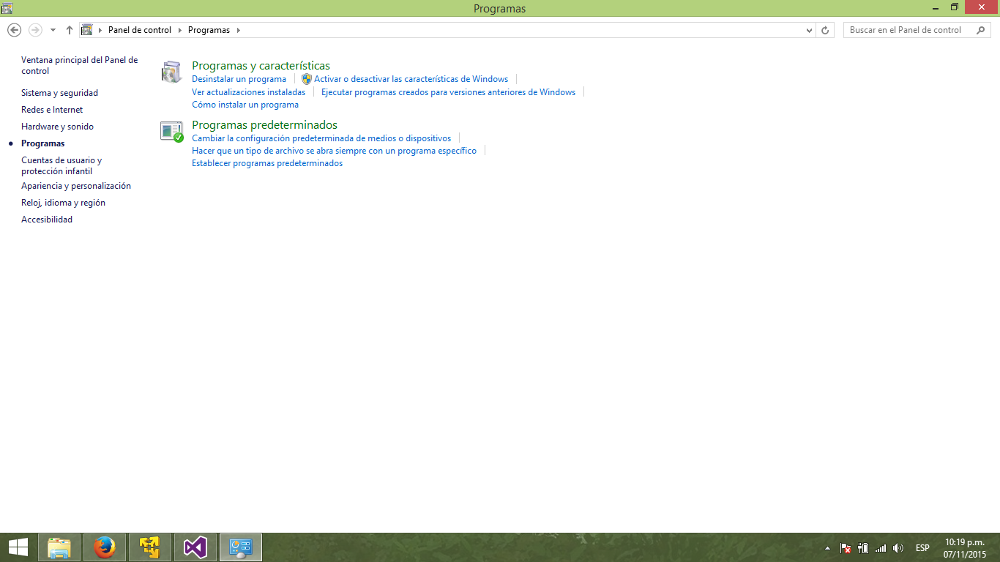 Programas
Panel de control Programas
Buscar en el Panel de control
Ventana principal del Panel de
control
Sistema y seguridad
Redes e Internet
Hardware y sonido
Programas
Cuentas de usuario y
protección infantil
Apariencia y personalización
Reloj, idioma y región
Accesibilidad
Programas y características
Desinstalar un programa Activar o desactivar las características de Windows
Ver actualizaciones instaladas Ejecutar programas creados para versiones anteriores de Windows
Cómo instalar un programa
Programas predeterminados
Cambiar la configuración predeterminada de medios o dispositivos
Hacer que un tipo de archivo se abra siempre con un programa específico
Establecer programas predeterminados
ESP
10:19 p.m.
07/11/2015